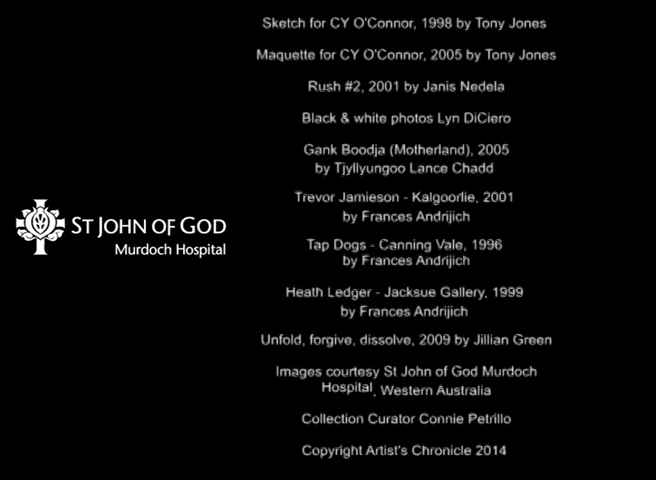 Sketch for CY O'Connor, 1998 by Tony Jones
Maquette for CY O'Connor, 2005 by Tony Jones
Rush #2, 2001 by Janis Nedela
Black & white photos Lyn DiCiero
Gank Boodja (Motherland), 2005
by Tjyllyungoo Lance Chadd
Trevor Jamieson - Kalgoorlie, 2001
by Frances Andrijich
Tap Dogs - Canning Vale, 1996
by Frances Andrijich
Heath Ledger - Jacksue Gallery, 1999
by Frances Andrijich
Unfold, forgive, dissolve, 2009 by Jillian Green
Images courtesy St John of God Murdoch
Hospital, Western Australia
Collection Curator Connie Petrillo
Copyright Artist's Chronicle 2014
ST JOHN OF GOD
Murdoch Hospital